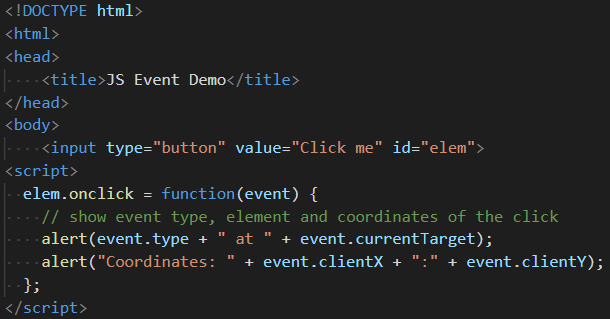 <!DOCTYPE html>
<html>
<head>
    <title>JS Event Demo</title>
</head>
<body>
    <input type="button" value="Click me" id="elem">
<script>
  elem.onclick = function(event) {
    // show event type, element and coordinates of the click
    alert(event.type + " at " + event.currentTarget);
    alert("Coordinates: " + event.clientX + ":" + event.clientY);
  };
</script>